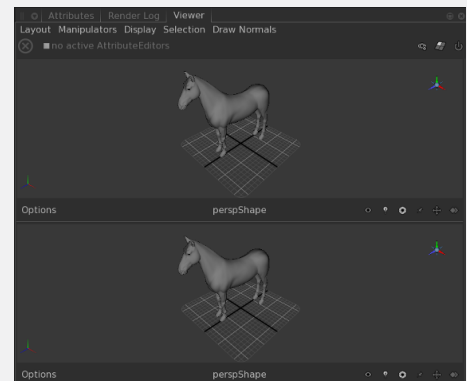 Attributes Render Log Viewer
Layout Manipulators Display Selection Draw Normals
no active AttributeEditors
Options perspShape
Options perspShape